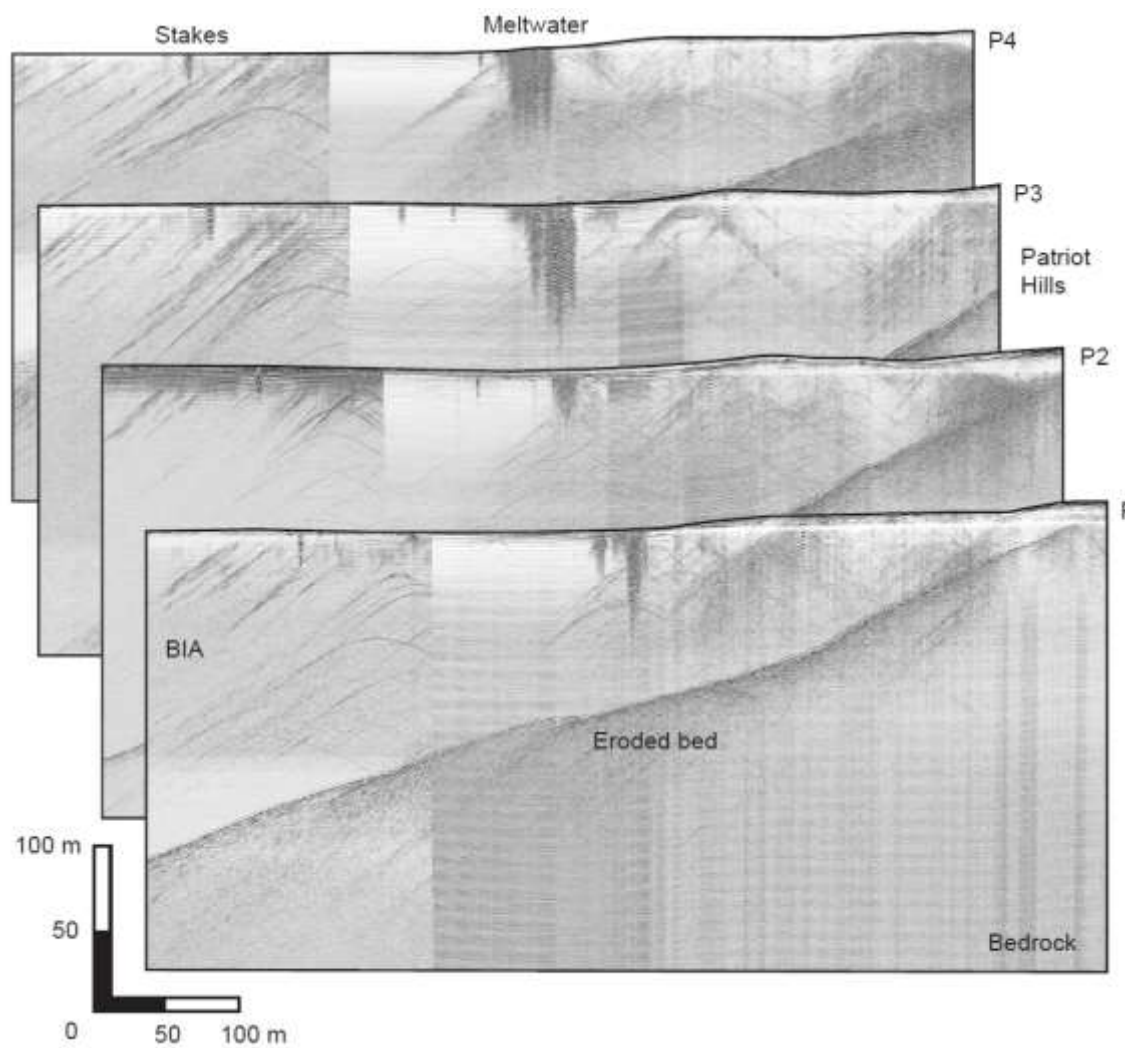 Stakes
Meltwater
P4
P3
Patriot
Hills
P2
BIA
Eroded bed
100 m
50
Bedrock
0
50
100 m